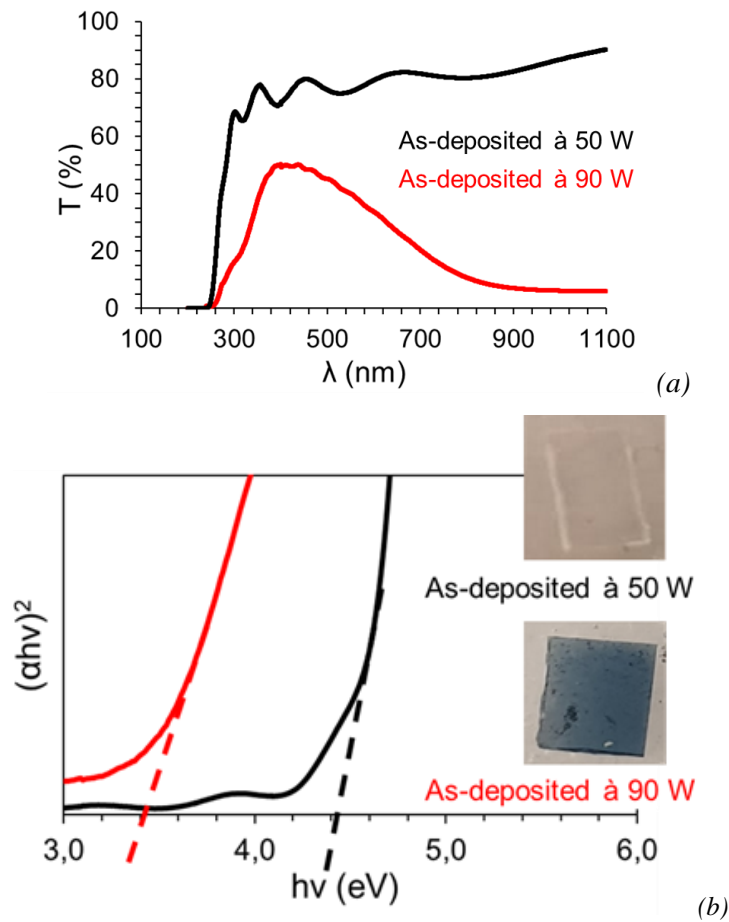 100
80
60
40
20
0
T (%)
As-deposited à 50 W
As-deposited à 90 W
100 300 500 700 900 1100
λ (nm)
(a)
(αhν)²
As-deposited à 50 W
As-deposited à 90 W
3,0 4,0 5,0 6,0
hν (eV)
(b)